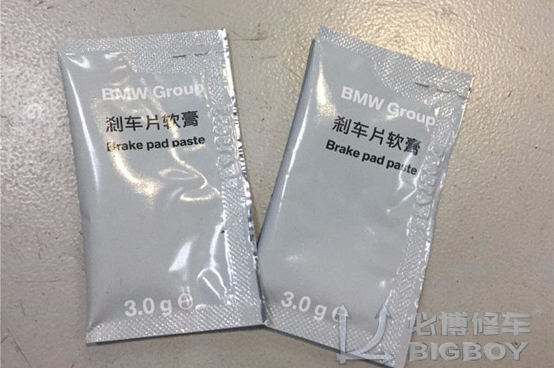 BMW Group
刹车片软膏
Brake pad paste
3.0 g e
BMW Group
刹车片软膏
Brake pad paste
3.0 g
必博修车
BIGBOY